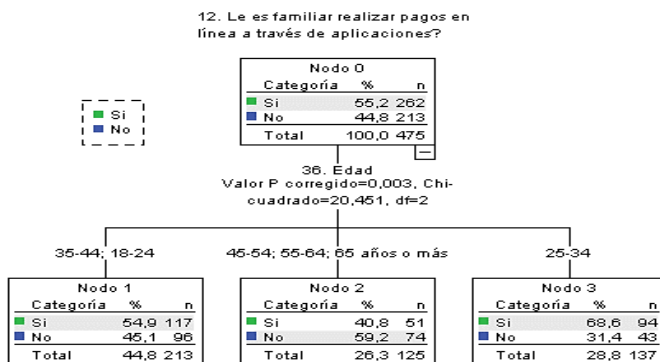 12. Le es familiar realizar pagos en
línea a través de aplicaciones?
Nodo 0
Categoría % n
Si 55,2 262
No 44,8 213
Total 100,0 475
Si
No
36. Edad
Valor P corregido=0,003, Chi-
cuadrado=20,451, df=2
35-44; 18-24
45-54; 55-64; 65 años o más
25-34
Nodo 1
Categoría % n
Si 54,9 117
No 45,1 96
Total 44,8 213
Nodo 2
Categoría % n
Si 40,8 51
No 59,2 74
Total 26,3 125
Nodo 3
Categoría % n
Si 68,6 94
No 31,4 43
Total 28,8 137